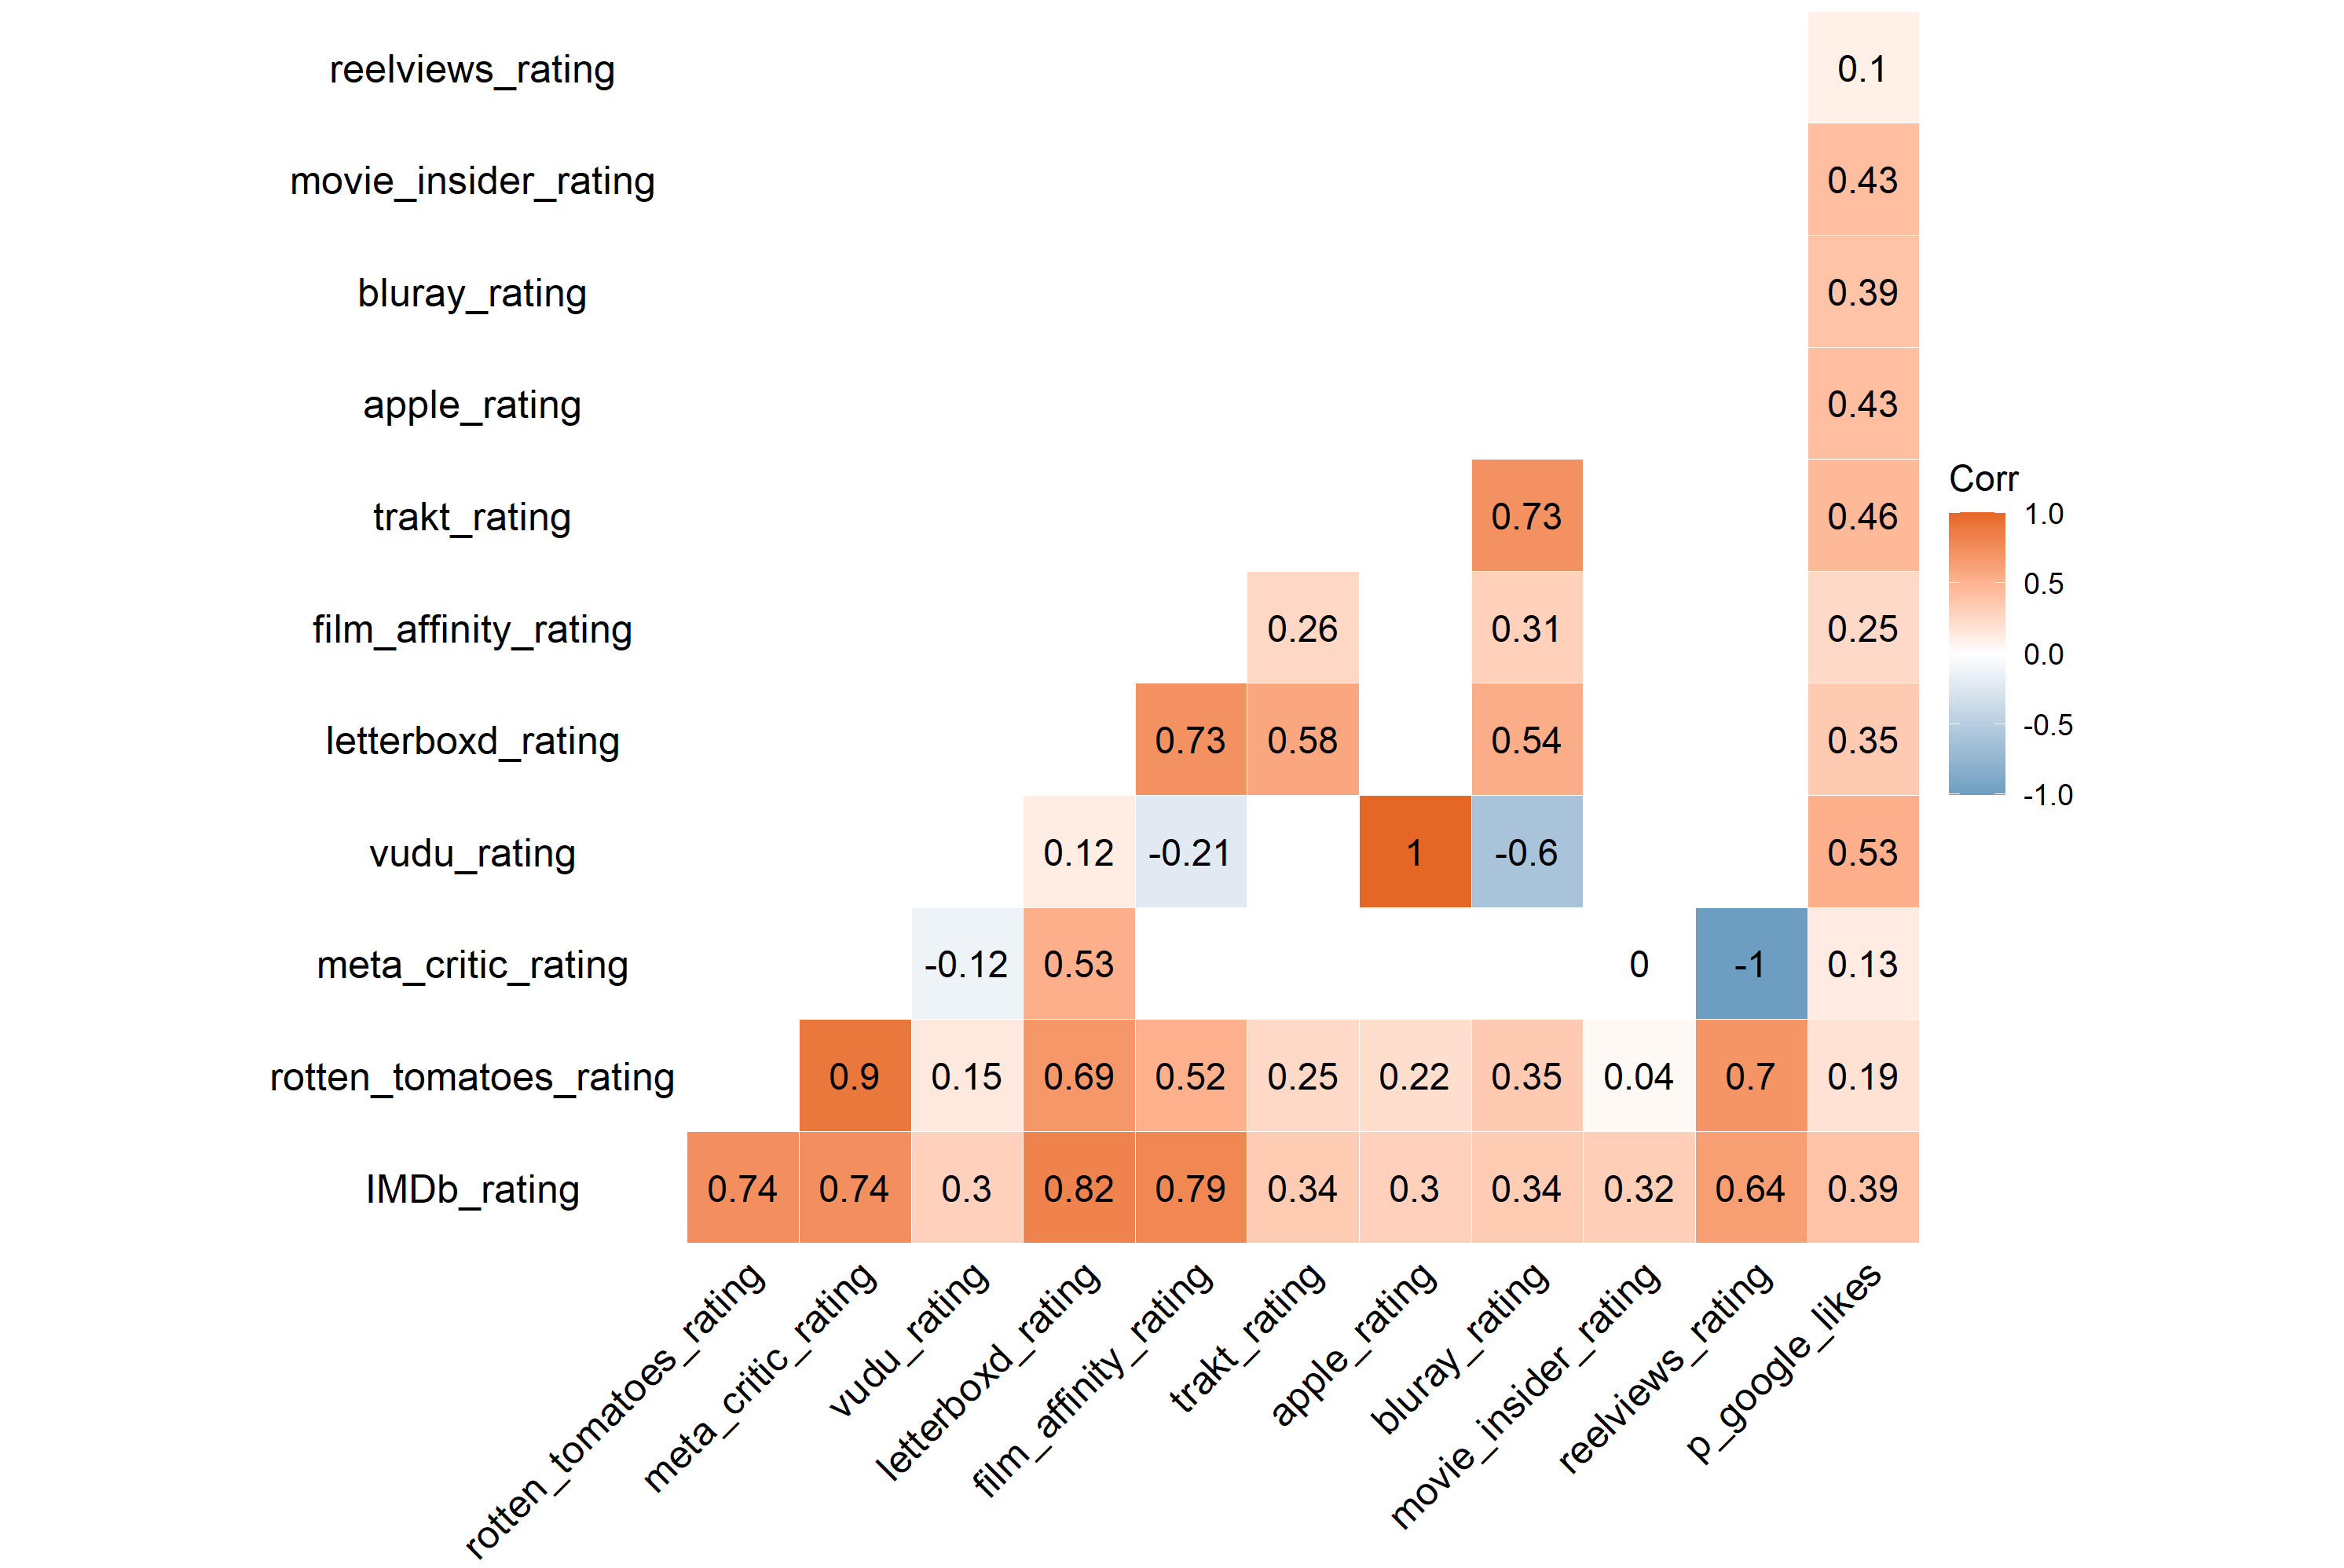 reelviews_rating 0.1
movie_insider_rating 0.43
bluray_rating 0.39
apple_rating 0.43
trakt_rating 0.73 0.46
film_affinity_rating 0.26 0.31 0.25
letterboxd_rating 0.73 0.58 0.54 0.35
vudu_rating 0.12 -0.21 1 -0.6 0.53
meta_critic_rating -0.12 0.53 0 -1 0.13
rotten_tomatoes_rating 0.9 0.15 0.69 0.52 0.25 0.22 0.35 0.04 0.7 0.19
IMDb_rating 0.74 0.74 0.3 0.82 0.79 0.34 0.3 0.34 0.32 0.64 0.39
rotten_tomatoes_rating
meta_critic_rating
vudu_rating
letterboxd_rating
film_affinity_rating
trakt_rating
apple_rating
bluray_rating
movie_insider_rating
reelviews_rating
p_google_likes
Corr
1.0
0.5
0.0
-0.5
-1.0